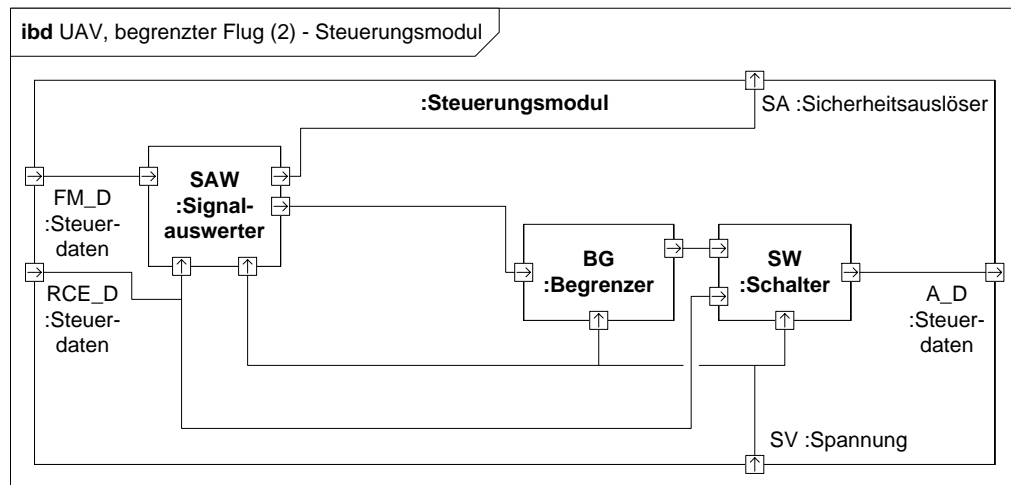 ibd UAV, begrenzter Flug (2) - Steuerungsmodul
:Steuerungsmodul
SA :Sicherheitsauslöser
SAW
:Signal-
auswerter
FM_D
:Steuer-
daten
BG
:Begrenzer
SW
:Schalter
RCE_D
:Steuer-
daten
A_D
:Steuer-
daten
SV :Spannung